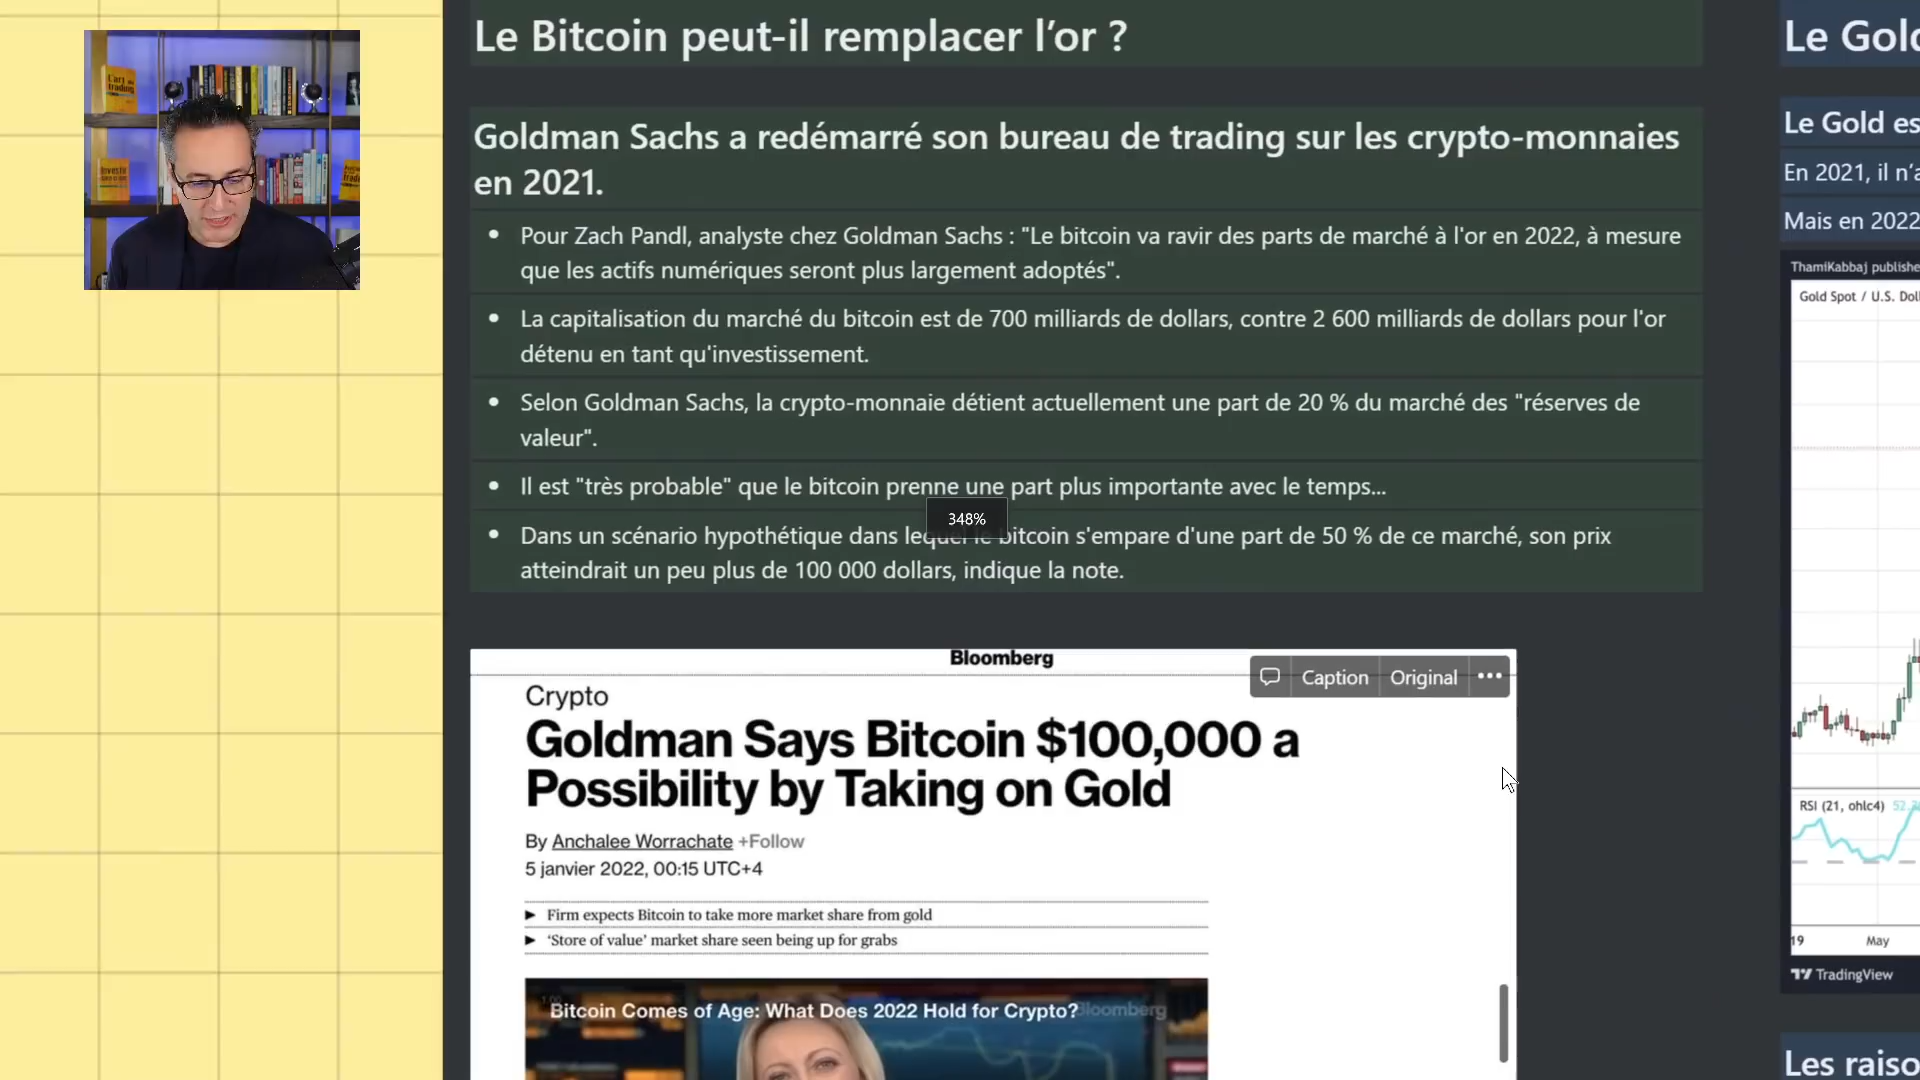 Le Bitcoin peut-il remplacer l'or ?
Goldman Sachs a redémarré son bureau de trading sur les crypto-monnaies
en 2021.
• Pour Zach Pandl, analyste chez Goldman Sachs : "Le bitcoin va ravir des parts de marché à l'or en 2022, à mesure
que les actifs numériques seront plus largement adoptés".
• La capitalisation du marché du bitcoin est de 700 milliards de dollars, contre 2 600 milliards de dollars pour l'or
détenu en tant qu'investissement.
• Selon Goldman Sachs, la crypto-monnaie détient actuellement une part de 20 % du marché des "réserves de
valeur".
• Il est "très probable" que le bitcoin prenne une part plus importante avec le temps...
348%
• Dans un scénario hypothétique dans lequel le bitcoin s'empare d'une part de 50 % de ce marché, son prix
atteindrait un peu plus de 100 000 dollars, indique la note.
Bloomberg
Caption Original •••
Crypto
Goldman Says Bitcoin $100,000 a
Possibility by Taking on Gold
By Anchalee Worrachate +Follow
5 janvier 2022, 00:15 UTC+4
► Firm expects Bitcoin to take more market share from gold
► 'Store of value' market share seen being up for grabs
Bitcoin Comes of Age: What Does 2022 Hold for Crypto?
Bloomberg
Le Gold
Le Gold es
En 2021, il n'a
Mais en 2022
ThamiKabbaj publishe
Gold Spot / U.S. Doll
RSI (21, ohlc4) 52.
19 May
TradingView
Les raiso
L'art du
trading
Investir